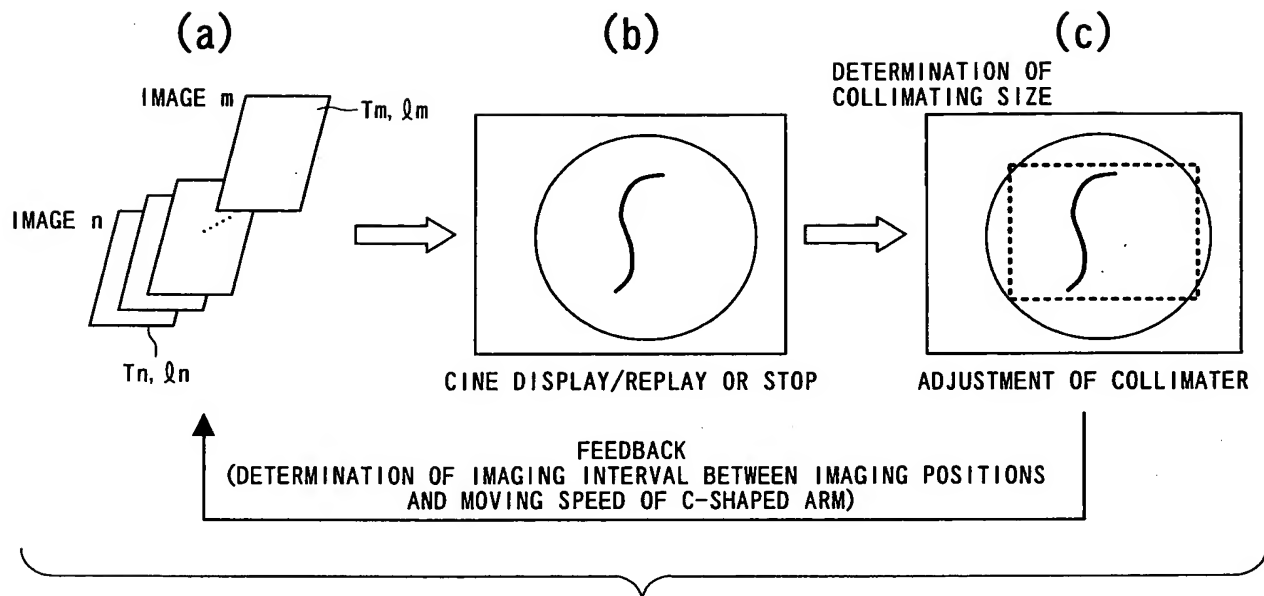 (a)
(b)
(c)
IMAGE m
Tm, ℓm
IMAGE n
Tn, ℓn
CINE DISPLAY/REPLAY OR STOP
DETERMINATION OF
COLLIMATING SIZE
ADJUSTMENT OF COLLIMATER
FEEDBACK
(DETERMINATION OF IMAGING INTERVAL BETWEEN IMAGING POSITIONS
AND MOVING SPEED OF C-SHAPED ARM)